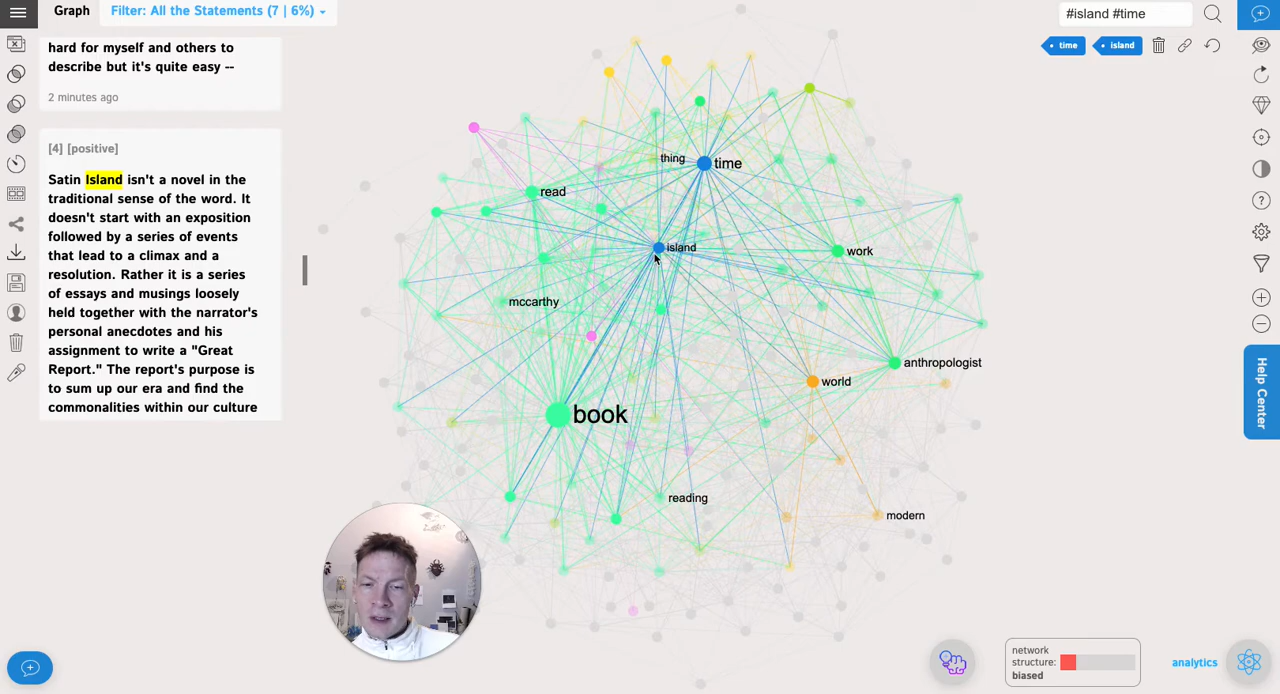 Graph
Filter: All the Statements (7 | 6%)
#island #time
time
island
hard for myself and others to
describe but it's quite easy --
2 minutes ago
[4] [positive]
Satin Island isn't a novel in the
traditional sense of the word. It
doesn't start with an exposition
followed by a series of events
that lead to a climax and a
resolution. Rather it is a series
of essays and musings loosely
held together with the narrator's
personal anecdotes and his
assignment to write a "Great
Report." The report's purpose is
to sum up our era and find the
commonalities within our culture
thing
time
read
island
work
mccarthy
anthropologist
world
book
reading
modern
Help Center
network
structure:
biased
analytics